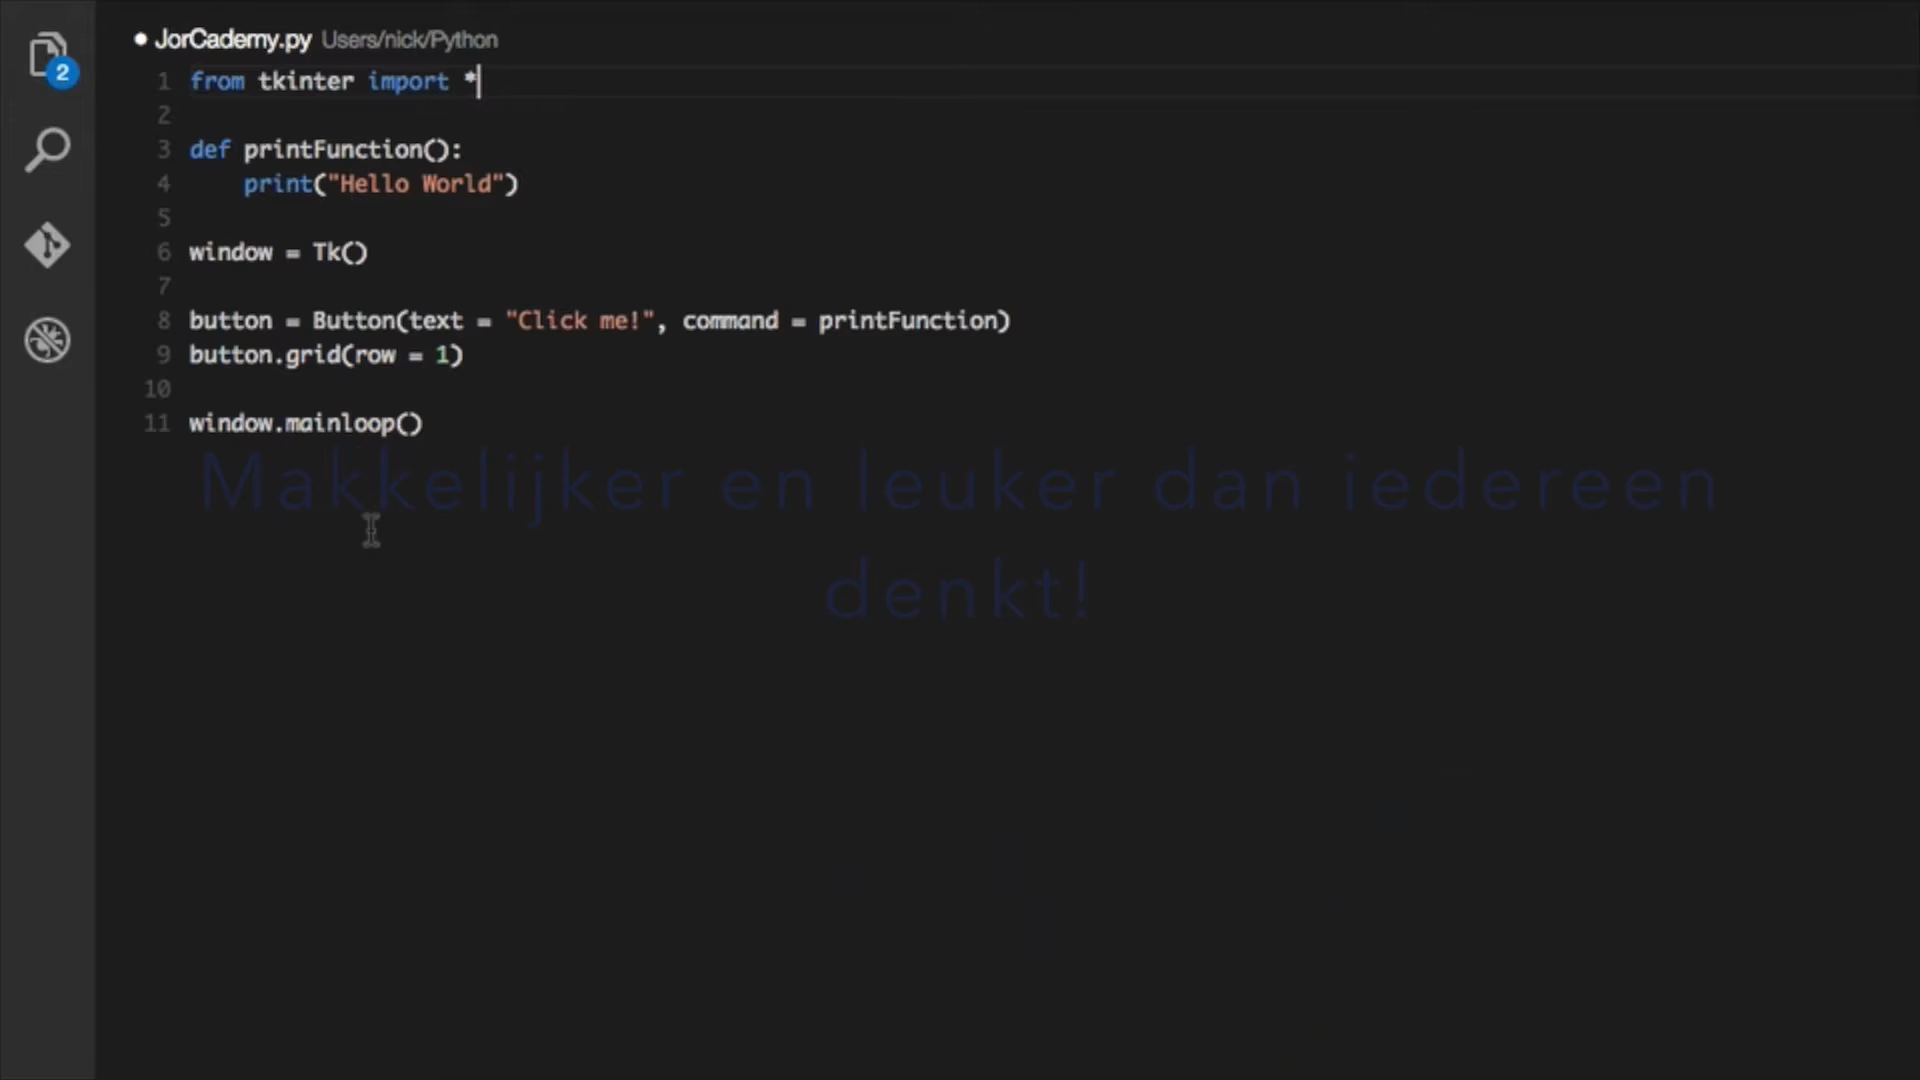 JorCademy.py Users/nick/Python
2
1 from tkinter import *
2
3 def printFunction():
4 print("Hello World")
5
6 window = Tk()
7
8 button = Button(text = "Click me!", command = printFunction)
9 button.grid(row = 1)
10
11 window.mainloop()
Makkelijker en leuker dan iedereen
denkt!